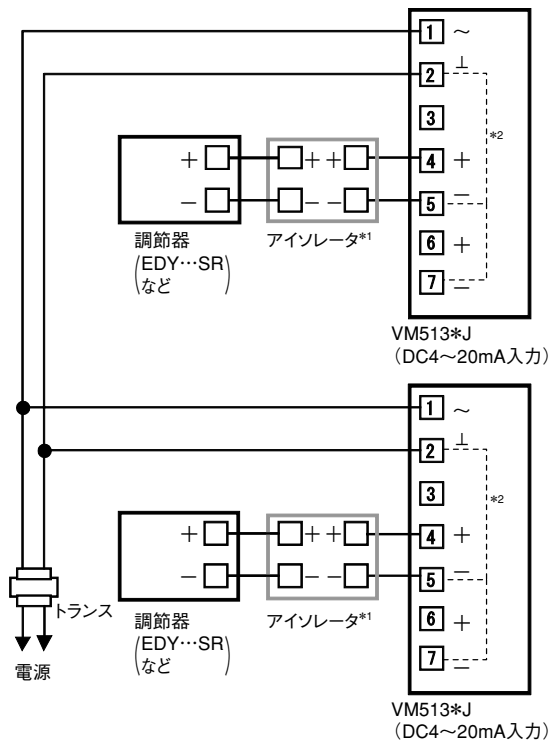 1 ~
2 ⊥
3
*2
4 +
5 −
6 +
7 −
+ + + 
− − −
調節器
(EDY…SR)
など
アイソレータ*1
VM513*J
(DC4~20mA入力)
1 ~
2 ⊥
3
*2
4 +
5 −
6 +
7 −
+ + +
− − −
調節器
(EDY…SR)
など
アイソレータ*1
トランス
電源
VM513*J
(DC4~20mA入力)